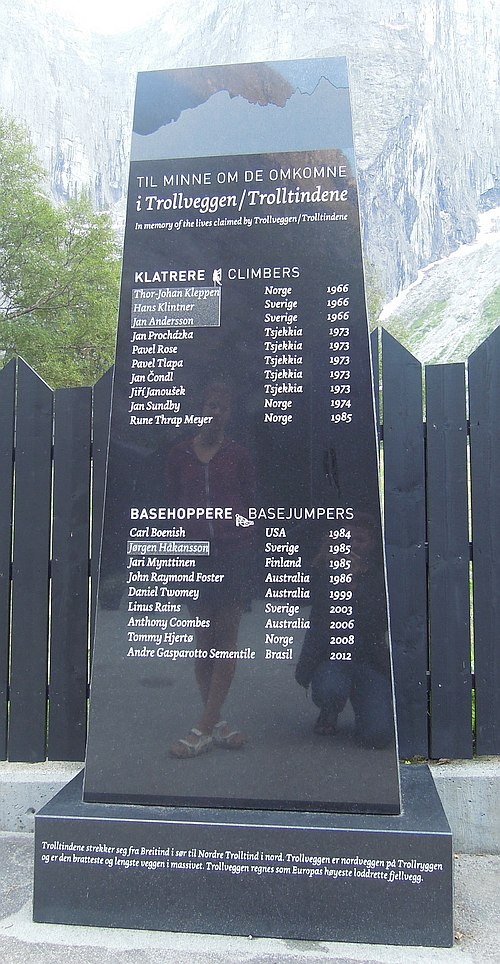 TIL MINNE OM DE OMKOMNE
i Trollveggen/Trolltindene
In memory of the lives claimed by Trollveggen/Trolltindene
KLATRERE CLIMBERS
Thor-Johan Kleppen Norge 1966
Hans Klintner Sverige 1966
Jan Andersson Sverige 1966
Jan Procházka Tsjekkia 1973
Pavel Rose Tsjekkia 1973
Pavel Tlapa Tsjekkia 1973
Jan Čondl Tsjekkia 1973
Jiří Janoušek Tsjekkia 1973
Jan Sundby Norge 1974
Rune Thrap Meyer Norge 1985
BASEHOPPERE BASEJUMPERS
Carl Boenish USA 1984
Jørgen Håkansson Sverige 1985
Jari Mynttinen Finland 1985
John Raymond Foster Australia 1986
Daniel Twomey Australia 1999
Linus Rains Sverige 2003
Anthony Coombes Australia 2006
Tommy Hjertø Norge 2008
Andre Gasparotto Sementile Brasil 2012
Trolltindene strekker seg fra Breitind i sør til Nordre Trolltind i nord. Trollveggen er nordveggen på Trollryggen
og er den bratteste og lengste veggen i massivet. Trollveggen regnes som Europas høyeste loddrette fjellvegg.